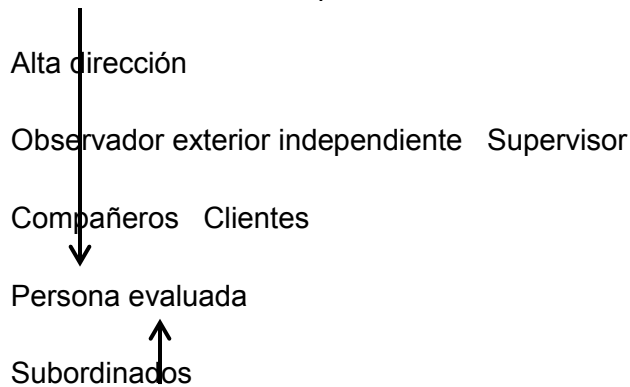 Alta dirección
Observador exterior independiente Supervisor
Compañeros Clientes
Persona evaluada
Subordinados